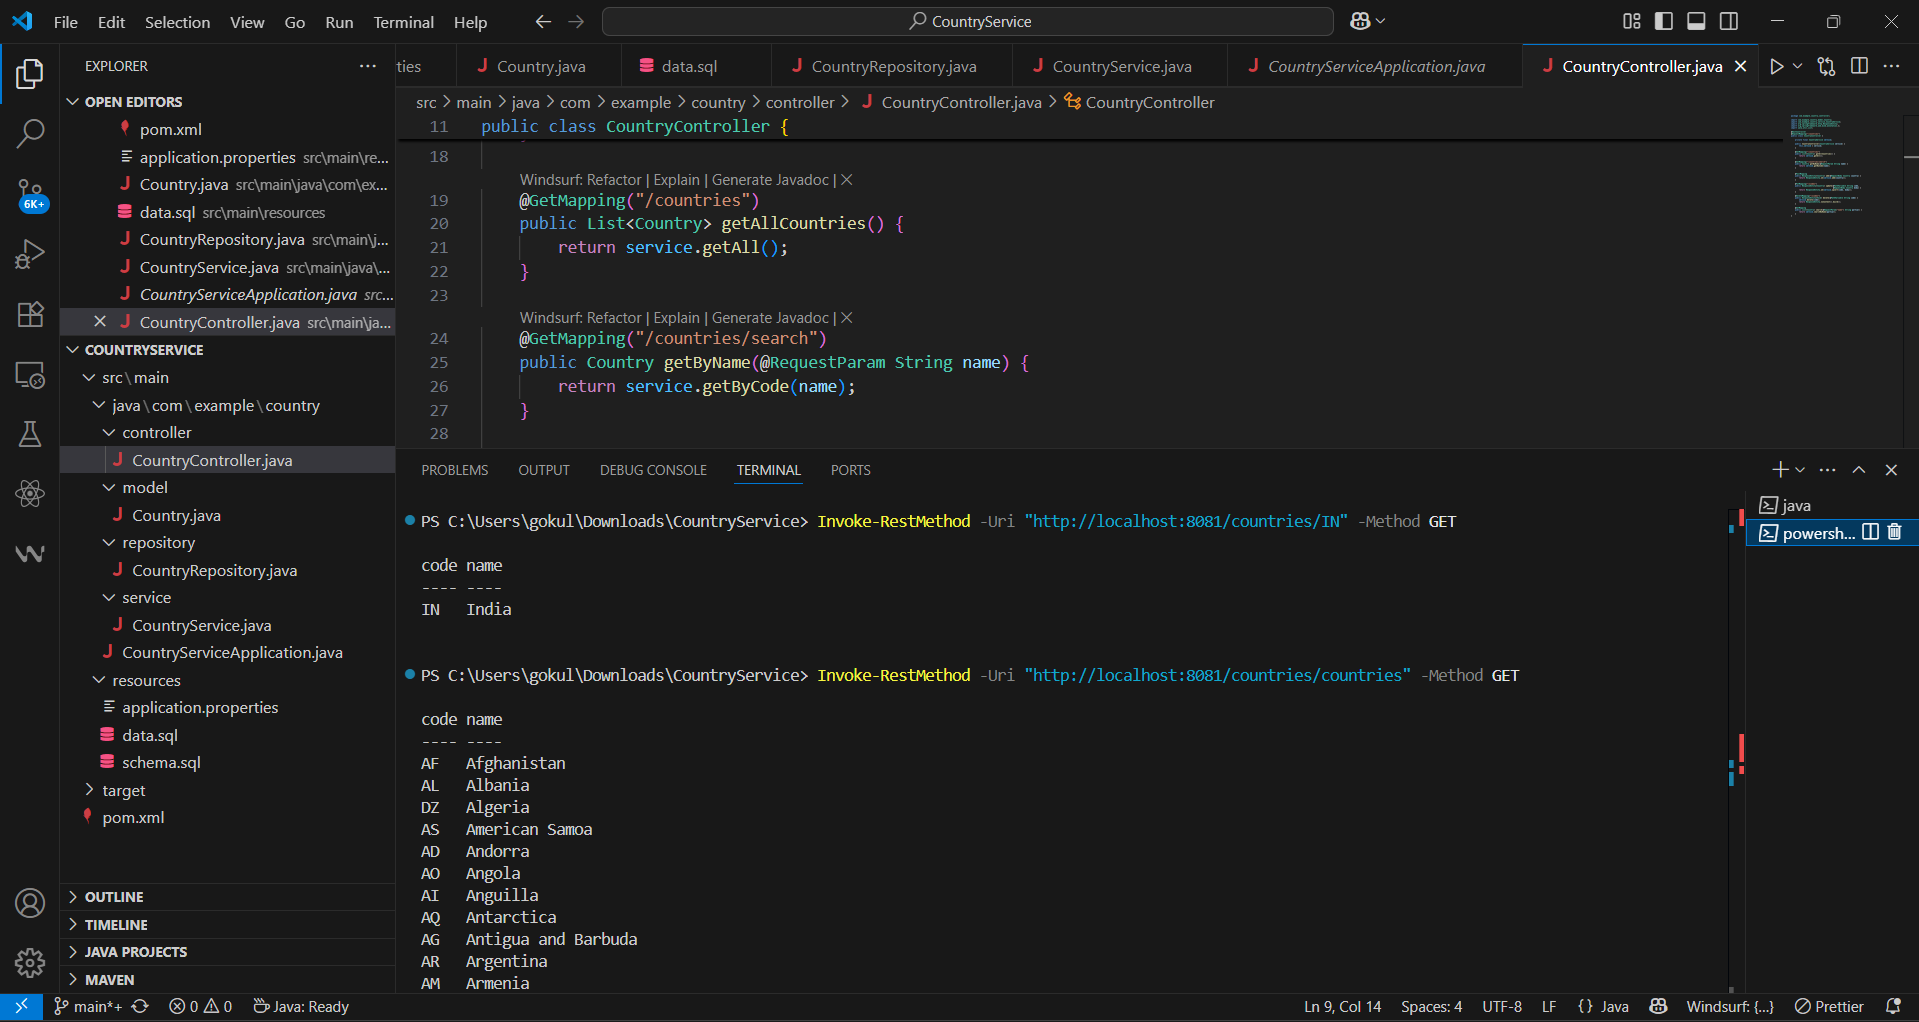 File Edit Selection View Go Run Terminal Help
CountryService
EXPLORER
OPEN EDITORS
pom.xml
application.properties src\main\re...
Country.java src\main\java\com\ex...
data.sql src\main\resources
CountryRepository.java src\main\j...
CountryService.java src\main\java\...
CountryServiceApplication.java src...
CountryController.java src\main\ja...
COUNTRYSERVICE
src\main
java\com\example\country
controller
CountryController.java
model
Country.java
repository
CountryRepository.java
service
CountryService.java
CountryServiceApplication.java
resources
application.properties
data.sql
schema.sql
target
pom.xml
OUTLINE
TIMELINE
JAVA PROJECTS
MAVEN
6K+
ties Country.java data.sql CountryRepository.java CountryService.java CountryServiceApplication.java CountryController.java
src > main > java > com > example > country > controller > CountryController.java > CountryController
11 public class CountryController {
18
Windsurf: Refactor | Explain | Generate Javadoc | X
19 @GetMapping("/countries")
20 public List<Country> getAllCountries() {
21 return service.getAll();
22 }
23
Windsurf: Refactor | Explain | Generate Javadoc | X
24 @GetMapping("/countries/search")
25 public Country getByName(@RequestParam String name) {
26 return service.getByCode(name);
27 }
28
PROBLEMS OUTPUT DEBUG CONSOLE TERMINAL PORTS
PS C:\Users\gokul\Downloads\CountryService> Invoke-RestMethod -Uri "http://localhost:8081/countries/IN" -Method GET
code name
---- ----
IN India
PS C:\Users\gokul\Downloads\CountryService> Invoke-RestMethod -Uri "http://localhost:8081/countries/countries" -Method GET
code name
---- ----
AF Afghanistan
AL Albania
DZ Algeria
AS American Samoa
AD Andorra
AO Angola
AI Anguilla
AQ Antarctica
AG Antigua and Barbuda
AR Argentina
AM Armenia
java
powersh...
main*+ 0 0 Java: Ready
Ln 9, Col 14 Spaces: 4 UTF-8 LF {} Java Windsurf: {...} Prettier